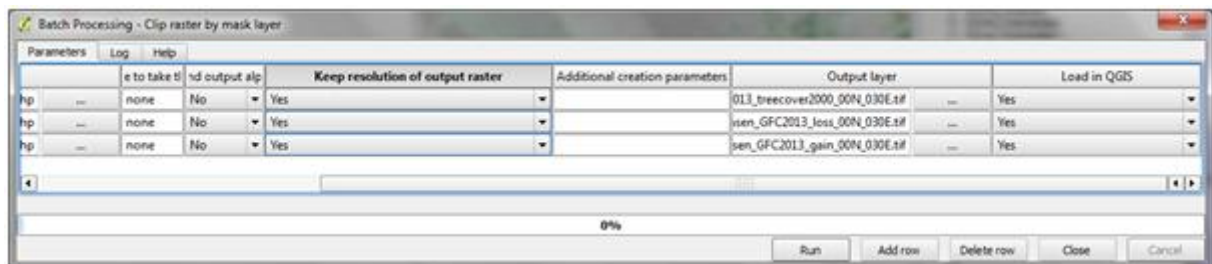 Batch Processing - Clip raster by mask layer
Parameters Log Help
e to take tl nd output alp Keep resolution of output raster Additional creation parameters Output layer Load in QGIS
hp ... none No Yes 013_treecover2000_00N_030E.tif ... Yes
hp ... none No Yes isen_GFC2013_loss_00N_030E.tif ... Yes
hp ... none No Yes sen_GFC2013_gain_00N_030E.tif ... Yes
0%
Run Add row Delete row Close Cancel